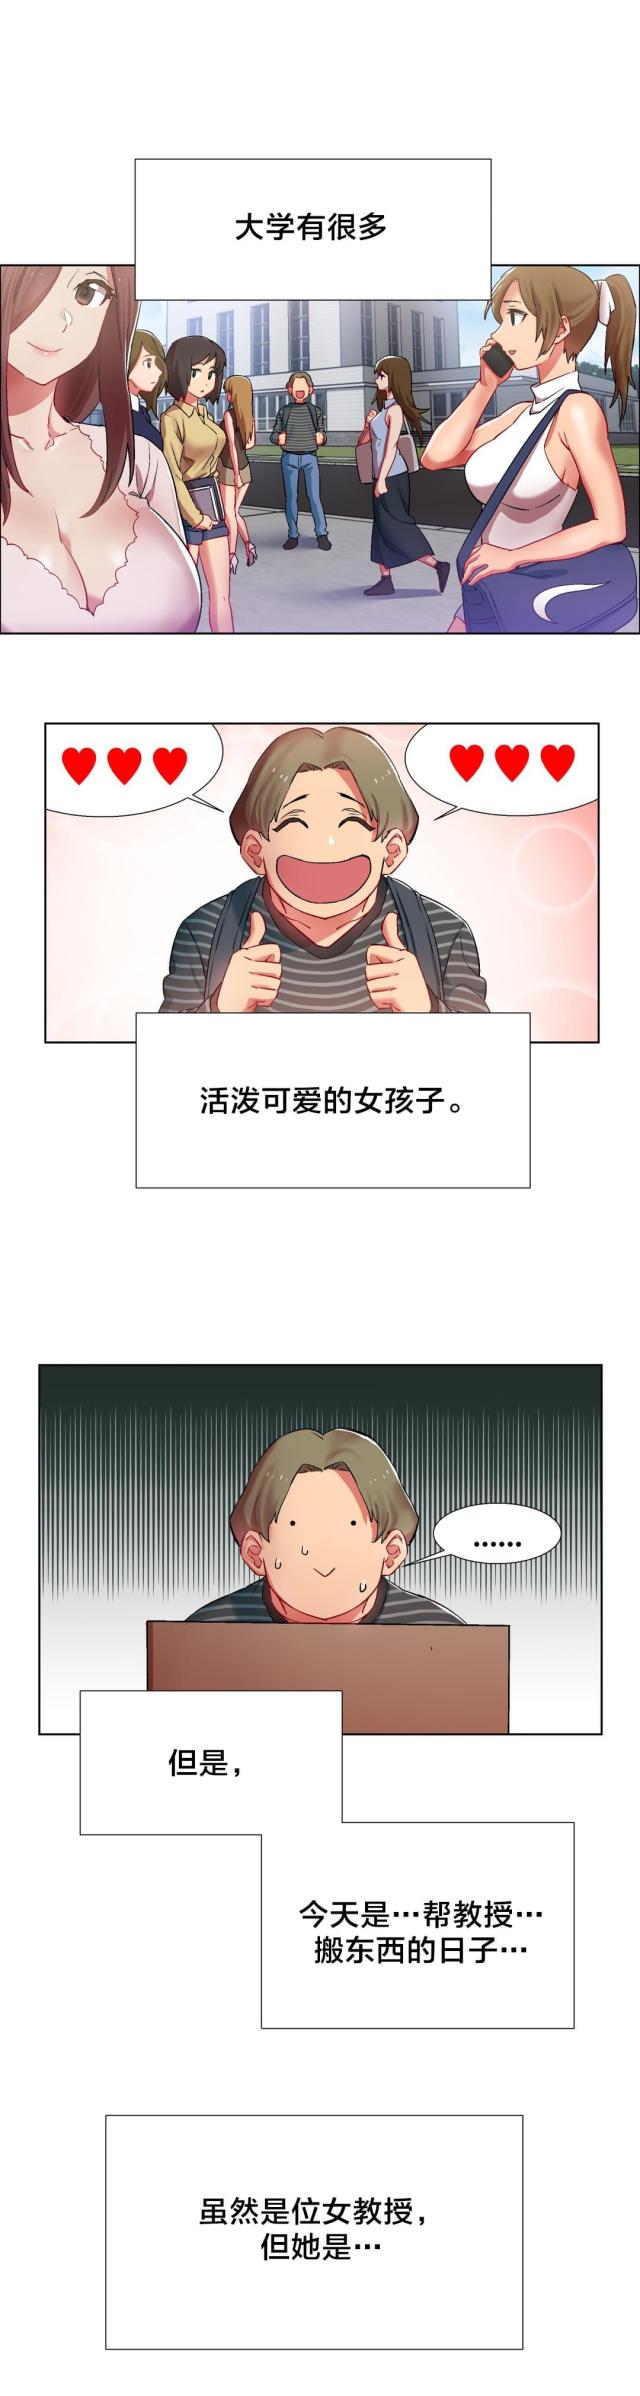 大学有很多
♥♥♥
♥♥♥
活泼可爱的女孩子。
……
但是，
今天是…帮教授…
搬东西的日子…
虽然是位女教授，
但她是…